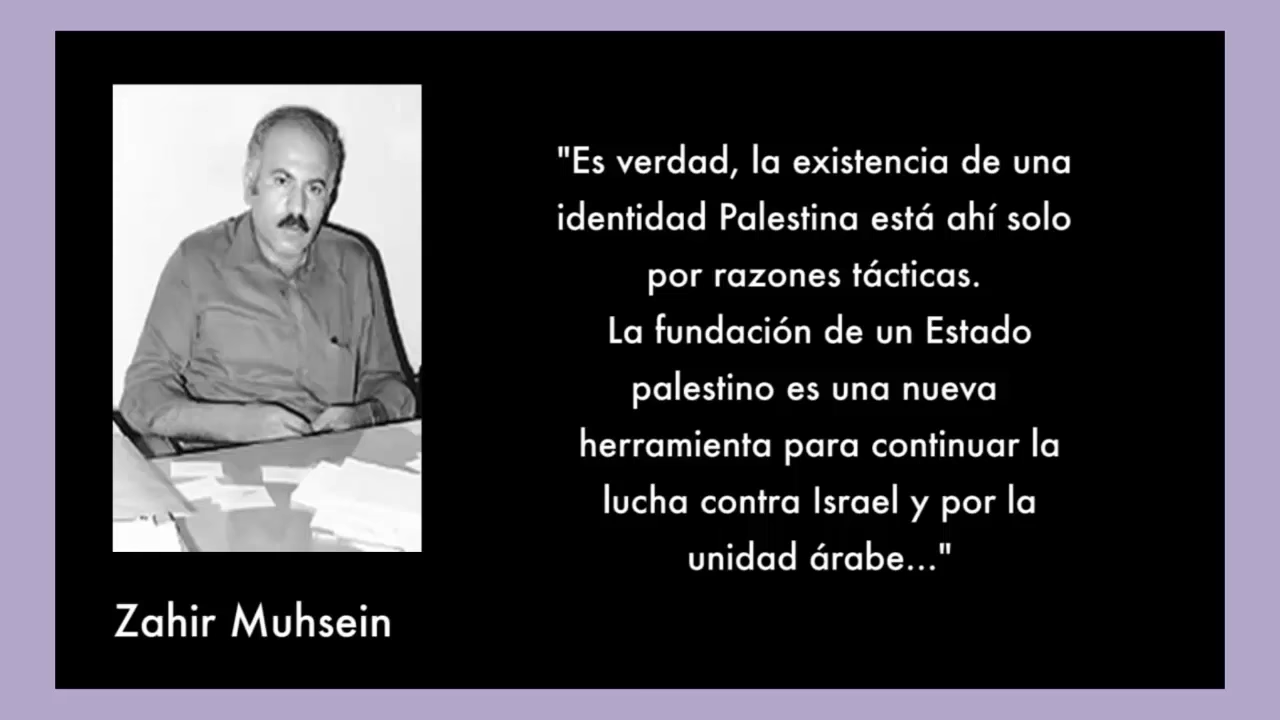 "Es verdad, la existencia de una
identidad Palestina está ahí solo
por razones tácticas.
La fundación de un Estado
palestino es una nueva
herramienta para continuar la
lucha contra Israel y por la
unidad árabe..."
Zahir Muhsein